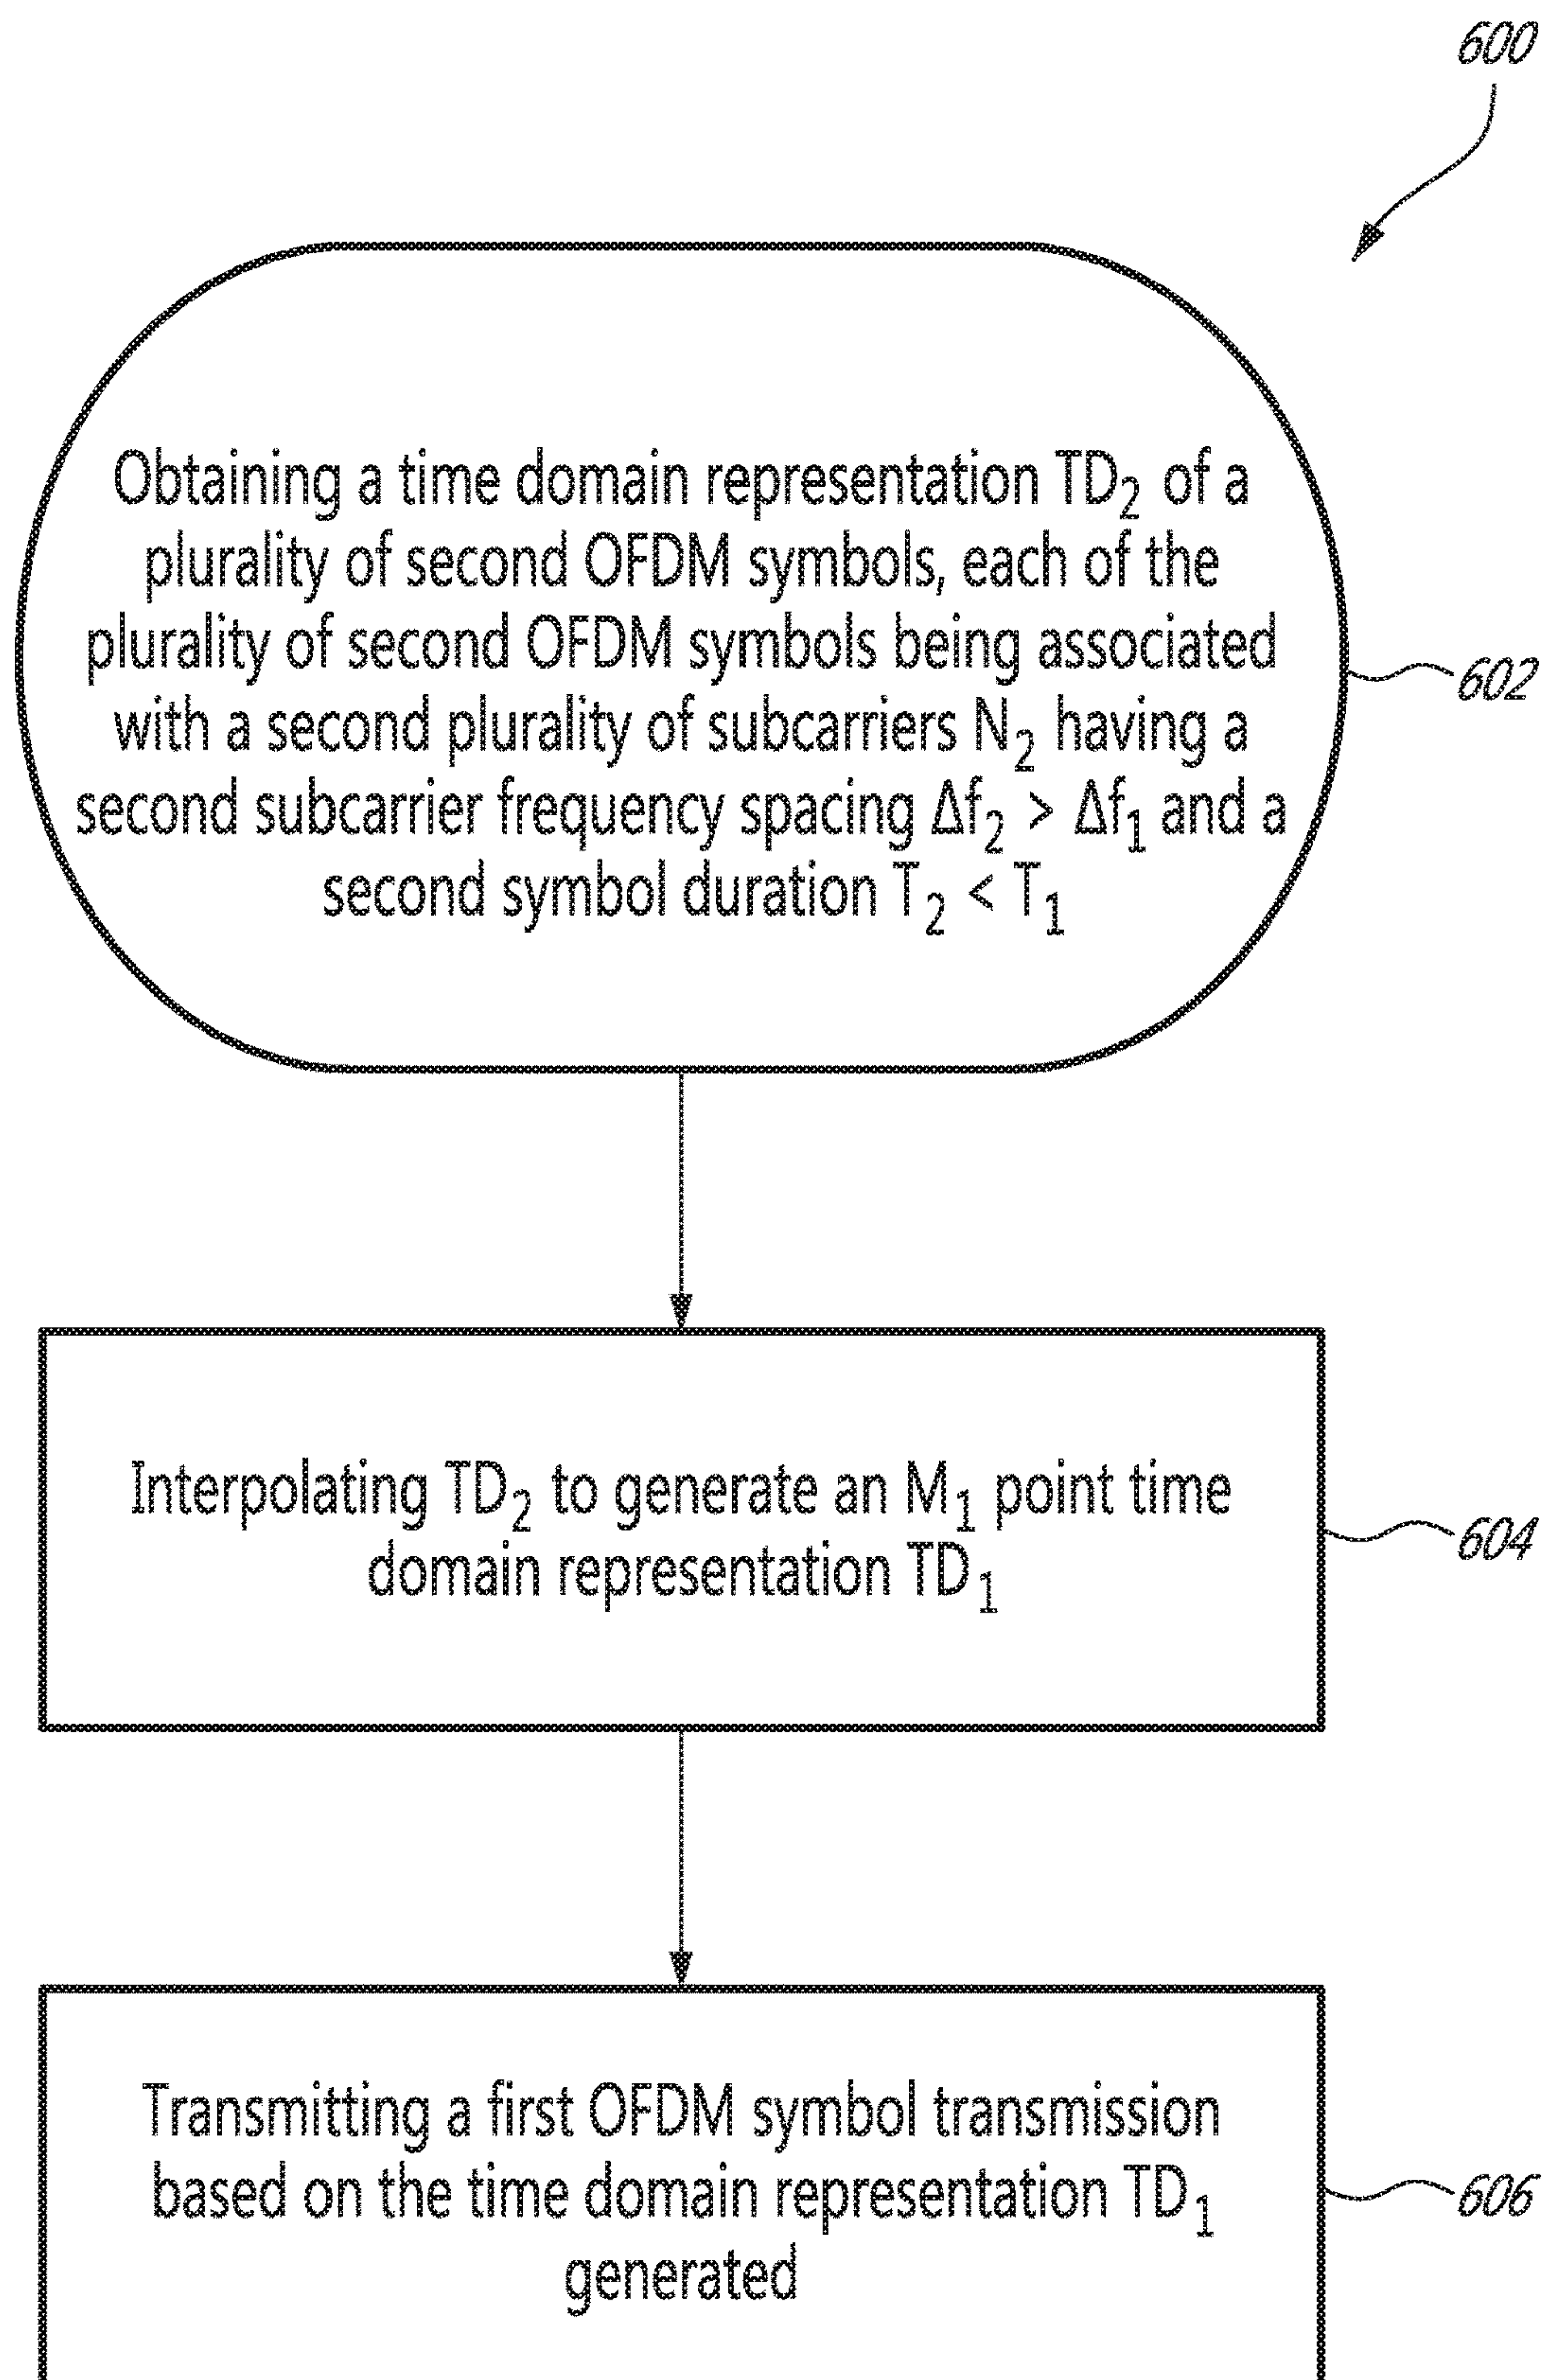 600
Obtaining a time domain representation TD₂ of a
plurality of second OFDM symbols, each of the
plurality of second OFDM symbols being associated
with a second plurality of subcarriers N₂ having a
second subcarrier frequency spacing Δf₂ > Δf₁ and a
second symbol duration T₂ < T₁
602
Interpolating TD₂ to generate an M₁ point time
domain representation TD₁
604
Transmitting a first OFDM symbol transmission
based on the time domain representation TD₁
generated
606